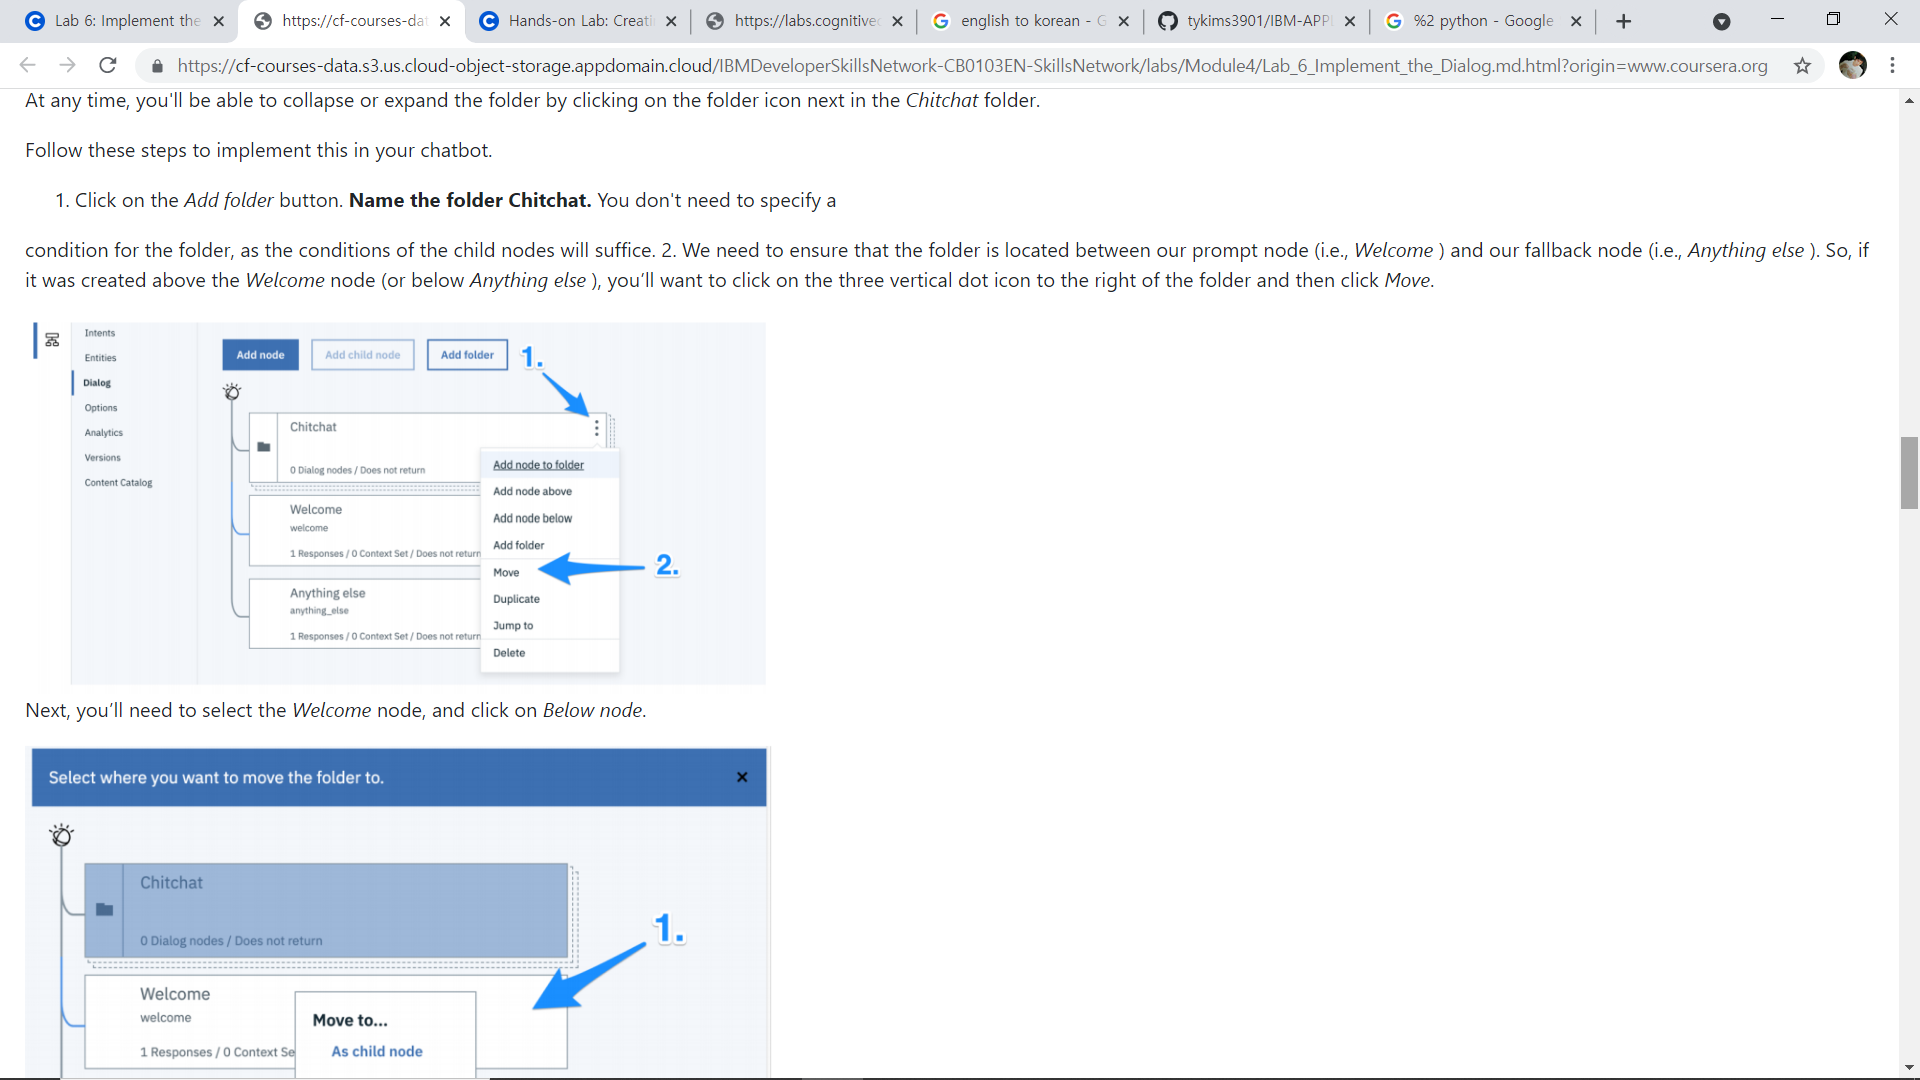 Lab 6: Implement the
https://cf-courses-dat
Hands-on Lab: Creati
https://labs.cognitivec
english to korean - G
tykims3901/IBM-APPL
%2 python - Google
https://cf-courses-data.s3.us.cloud-object-storage.appdomain.cloud/IBMDeveloperSkillsNetwork-CB0103EN-SkillsNetwork/labs/Module4/Lab_6_Implement_the_Dialog.md.html?origin=www.coursera.org
At any time, you'll be able to collapse or expand the folder by clicking on the folder icon next in the Chitchat folder.
Follow these steps to implement this in your chatbot.
1. Click on the Add folder button. Name the folder Chitchat. You don't need to specify a
condition for the folder, as the conditions of the child nodes will suffice. 2. We need to ensure that the folder is located between our prompt node (i.e., Welcome ) and our fallback node (i.e., Anything else ). So, if
it was created above the Welcome node (or below Anything else ), you’ll want to click on the three vertical dot icon to the right of the folder and then click Move.
Intents
Entities
Dialog
Options
Analytics
Versions
Content Catalog
Add node
Add child node
Add folder
1.
Chitchat
0 Dialog nodes / Does not return
Welcome
welcome
1 Responses / 0 Context Set / Does not return
Anything else
anything_else
1 Responses / 0 Context Set / Does not return
Add node to folder
Add node above
Add node below
Add folder
Move
2.
Duplicate
Jump to
Delete
Next, you’ll need to select the Welcome node, and click on Below node.
Select where you want to move the folder to.
Chitchat
0 Dialog nodes / Does not return
1.
Welcome
welcome
1 Responses / 0 Context Se
Move to...
As child node